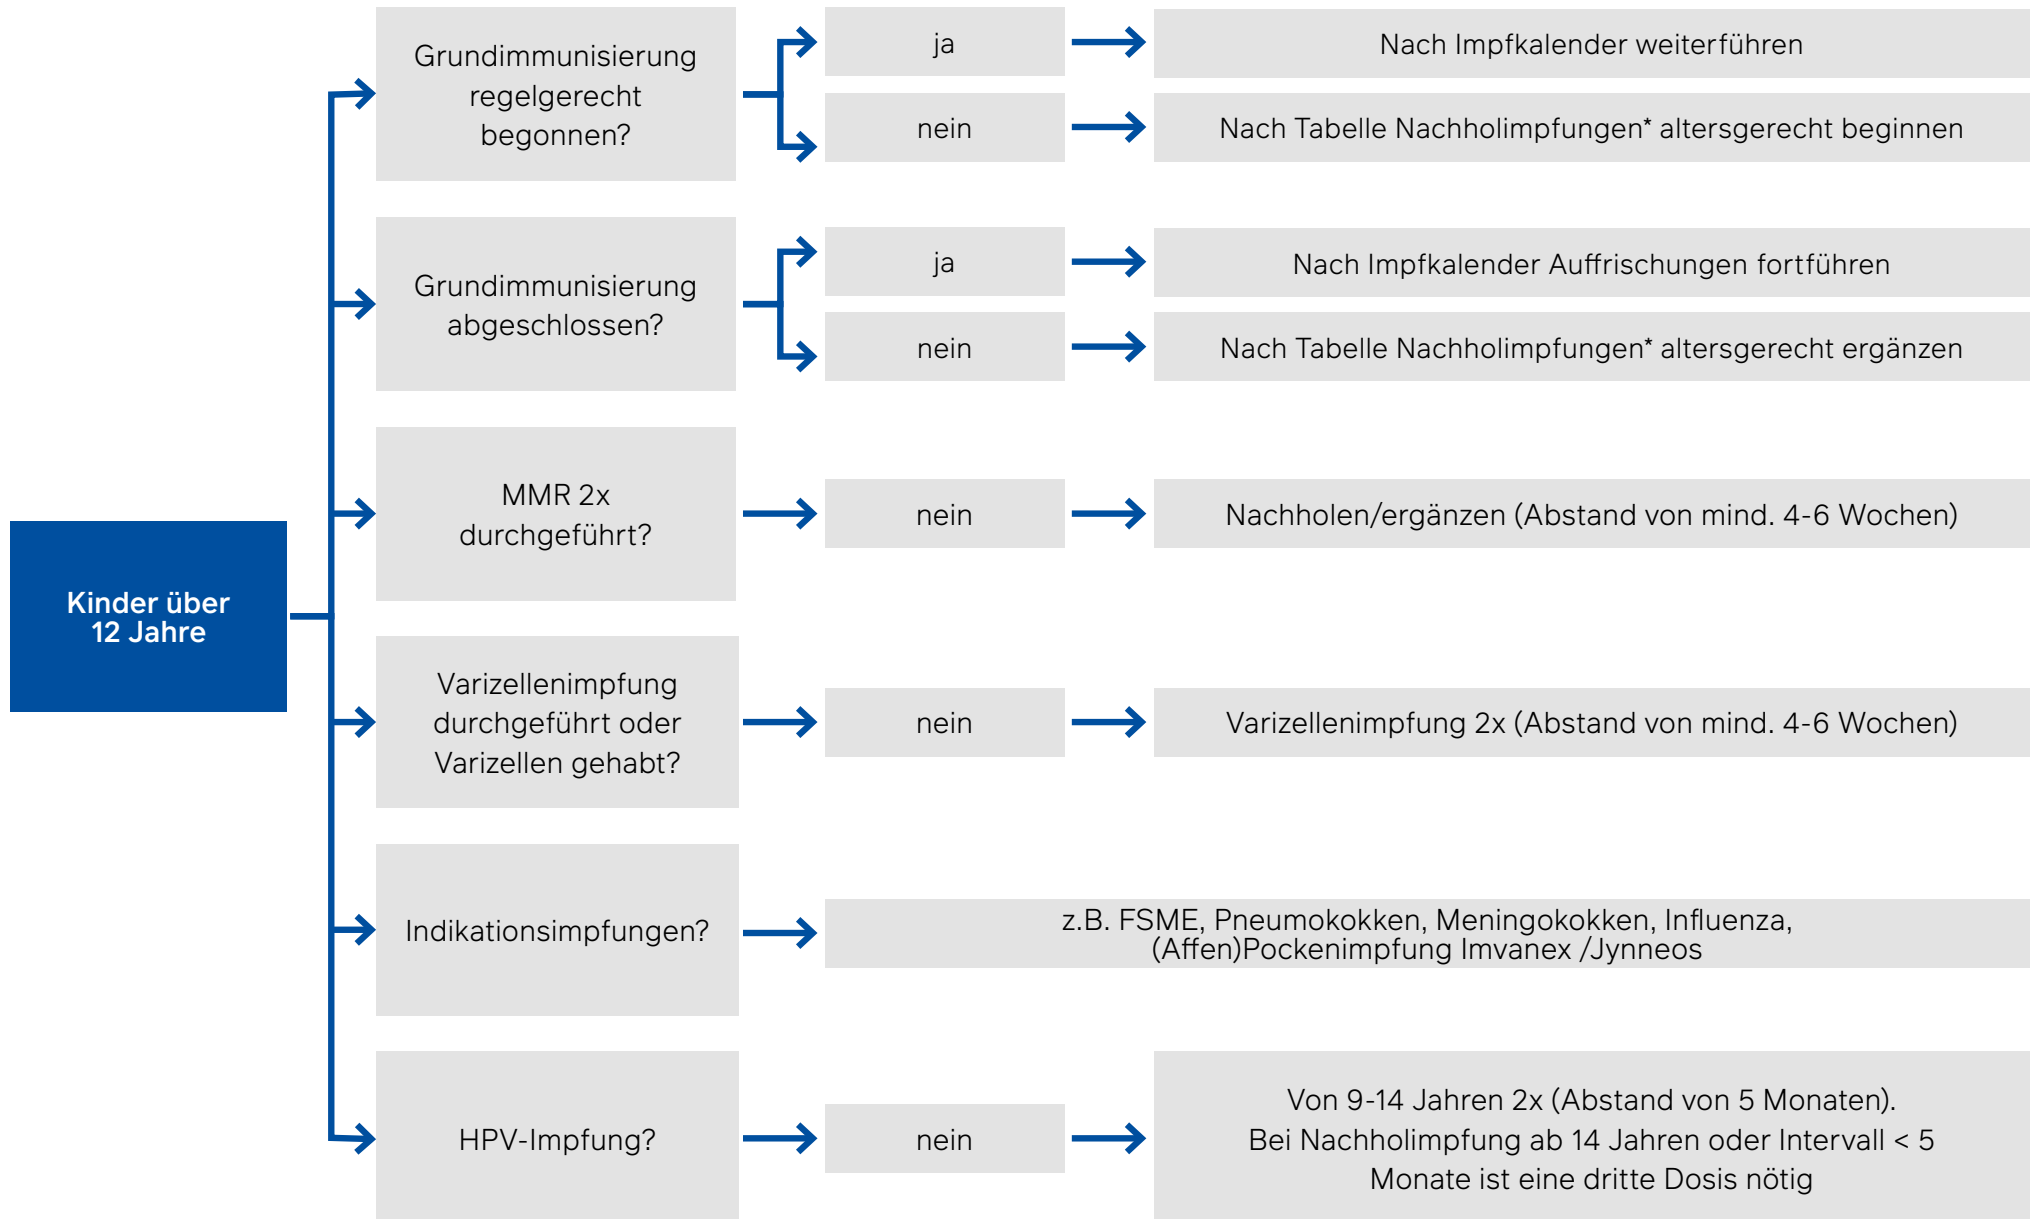 Kinder über
12 Jahre
Grundimmunisierung
regelgerecht
begonnen?
ja
Nach Impfkalender weiterführen
nein
Nach Tabelle Nachholimpfungen* altersgerecht beginnen
Grundimmunisierung
abgeschlossen?
ja
Nach Impfkalender Auffrischungen fortführen
nein
Nach Tabelle Nachholimpfungen* altersgerecht ergänzen
MMR 2x
durchgeführt?
nein
Nachholen/ergänzen (Abstand von mind. 4-6 Wochen)
Varizellenimpfung
durchgeführt oder
Varizellen gehabt?
nein
Varizellenimpfung 2x (Abstand von mind. 4-6 Wochen)
Indikationsimpfungen?
z.B. FSME, Pneumokokken, Meningokokken, Influenza,
(Affen)Pockenimpfung Imvanex /Jynneos
HPV-Impfung?
nein
Von 9-14 Jahren 2x (Abstand von 5 Monaten).
Bei Nachholimpfung ab 14 Jahren oder Intervall < 5
Monate ist eine dritte Dosis nötig